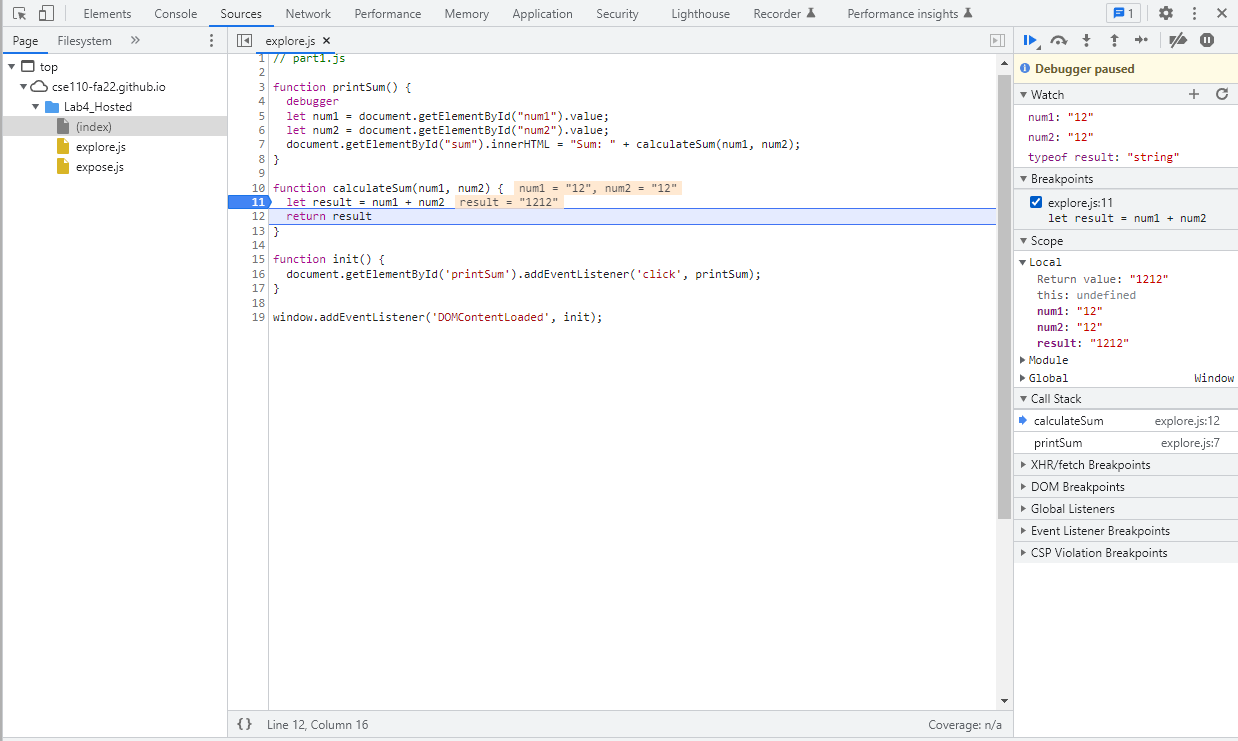 Elements Console Sources Network Performance Memory Application Security Lighthouse Recorder Performance insights 1
Page Filesystem
top
cse110-fa22.github.io
Lab4_Hosted
(index)
explore.js
expose.js
explore.js
1 // part1.js
2
3 function printSum() {
4   debugger
5   let num1 = document.getElementById("num1").value;
6   let num2 = document.getElementById("num2").value;
7   document.getElementById("sum").innerHTML = "Sum: " + calculateSum(num1, num2);
8 }
9
10 function calculateSum(num1, num2) { num1 = "12", num2 = "12"
11   let result = num1 + num2 result = "1212"
12   return result
13 }
14
15 function init() {
16   document.getElementById('printSum').addEventListener('click', printSum);
17 }
18
19 window.addEventListener('DOMContentLoaded', init);
{} Line 12, Column 16 Coverage: n/a
Debugger paused
Watch
num1: "12"
num2: "12"
typeof result: "string"
Breakpoints
explore.js:11
let result = num1 + num2
Scope
Local
Return value: "1212"
this: undefined
num1: "12"
num2: "12"
result: "1212"
Module
Global Window
Call Stack
calculateSum explore.js:12
printSum explore.js:7
XHR/fetch Breakpoints
DOM Breakpoints
Global Listeners
Event Listener Breakpoints
CSP Violation Breakpoints